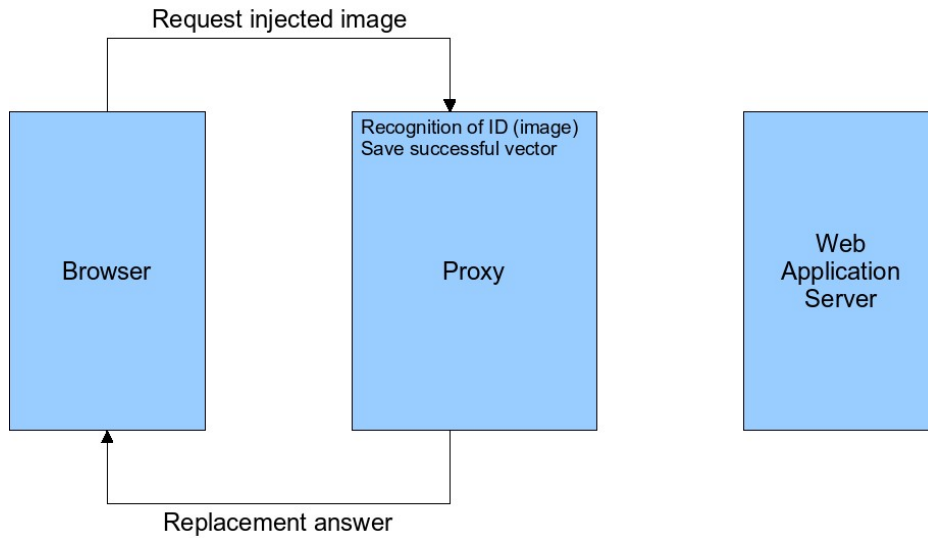 Request injected image
Recognition of ID (image)
Save successful vector
Browser
Proxy
Web
Application
Server
Replacement answer